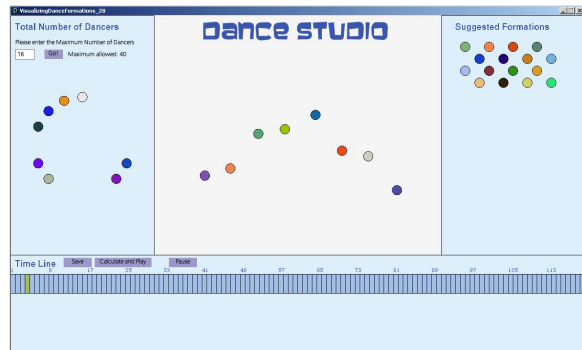 VisualizingDanceFormations_28
Total Number of Dancers
Please enter the Maximum Number of Dancers
16 Go! Maximum allowed: 40
Dance Studio
Suggested Formations
Time Line Save Calculate and Play Pause
1 9 17 25 33 41 49 57 65 73 81 89 97 105 113